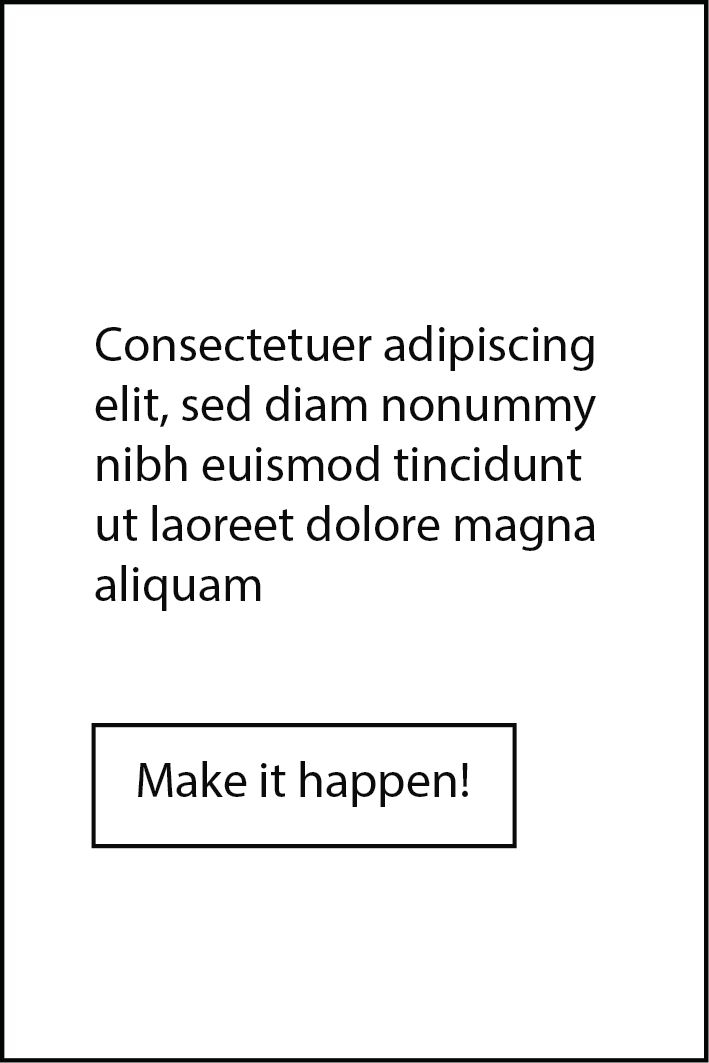 Consectetuer adipiscing
elit, sed diam nonummy
nibh euismod tincidunt
ut laoreet dolore magna
aliquam
Make it happen!